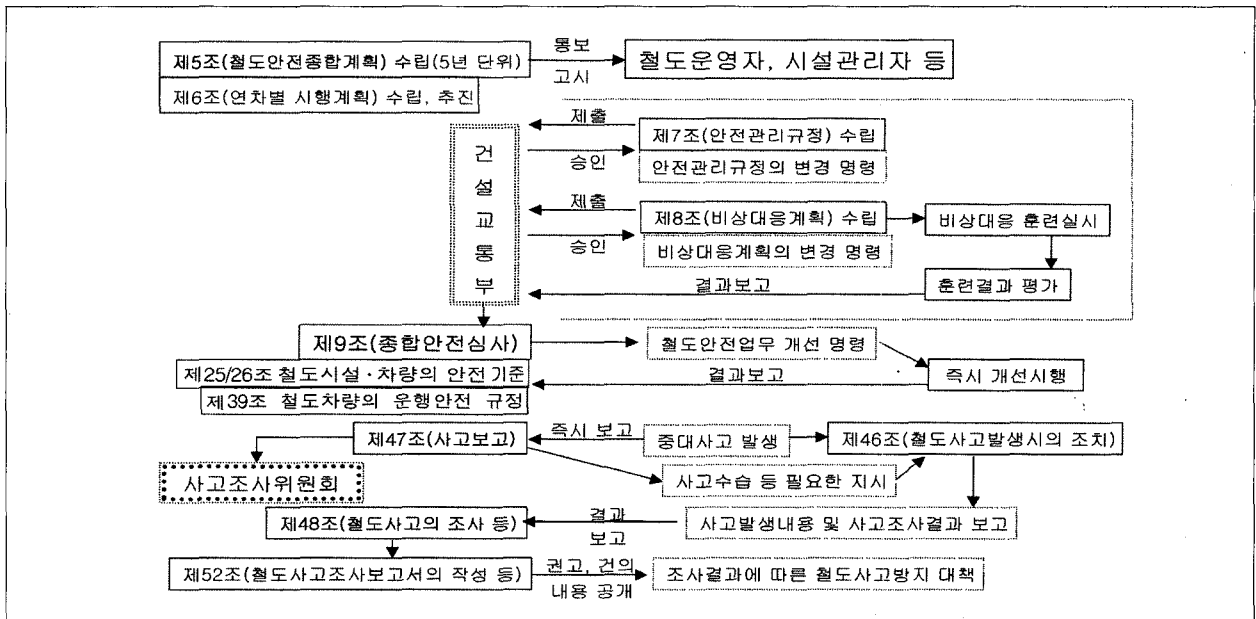 제5조(철도안전종합계획) 수립(5년 단위)
통보
고시
철도운영자, 시설관리자 등
제6조(연차별 시행계획) 수립, 추진
건설교통부
제출
승인
제7조(안전관리규정) 수립
안전관리규정의 변경 명령
제출
승인
제8조(비상대응계획) 수립
비상대응계획의 변경 명령
비상대응 훈련실시
결과보고
훈련결과 평가
제9조(종합안전심사)
철도안전업무 개선 명령
제25/26조 철도시설·차량의 안전기준
결과보고
즉시 개선시행
제39조 철도차량의 운행안전 규정
제47조(사고보고)
즉시 보고
중대사고 발생
제46조(철도사고발생시의 조치)
사고조사위원회
사고수습 등 필요한 지시
제48조(철도사고의 조사 등)
결과
보고
사고발생내용 및 사고조사결과 보고
제52조(철도사고조사보고서의 작성 등)
권고, 건의
내용 공개
조사결과에 따른 철도사고방지 대책